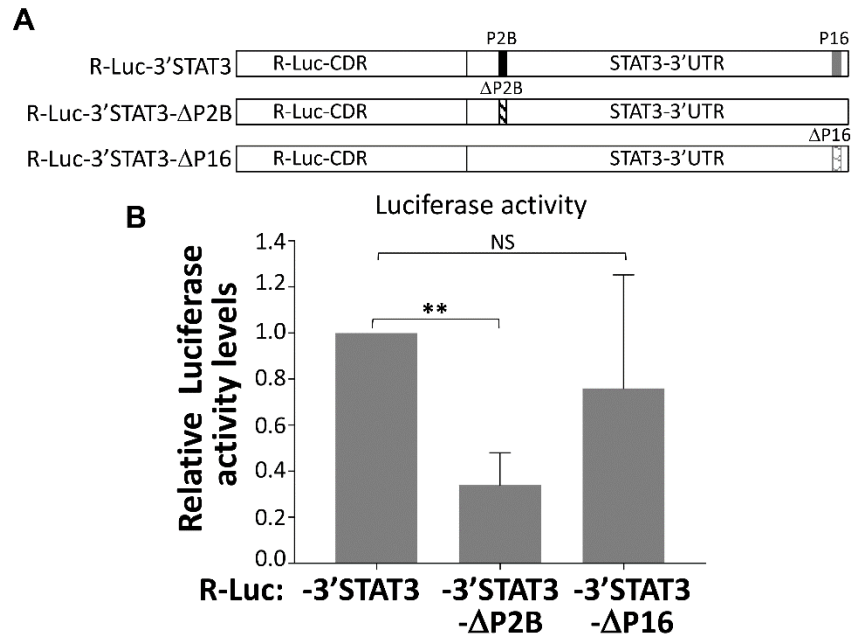 A
P2B P16
R-Luc-3'STAT3 R-Luc-CDR STAT3-3'UTR
ΔP2B
R-Luc-3'STAT3-ΔP2B R-Luc-CDR STAT3-3'UTR
ΔP16
R-Luc-3'STAT3-ΔP16 R-Luc-CDR STAT3-3'UTR
B
Luciferase activity
Relative Luciferase
activity levels
1.4
1.2
1.0
0.8
0.6
0.4
0.2
0.0
NS
**
R-Luc: -3'STAT3 -3'STAT3 -3'STAT3
-ΔP2B -ΔP16